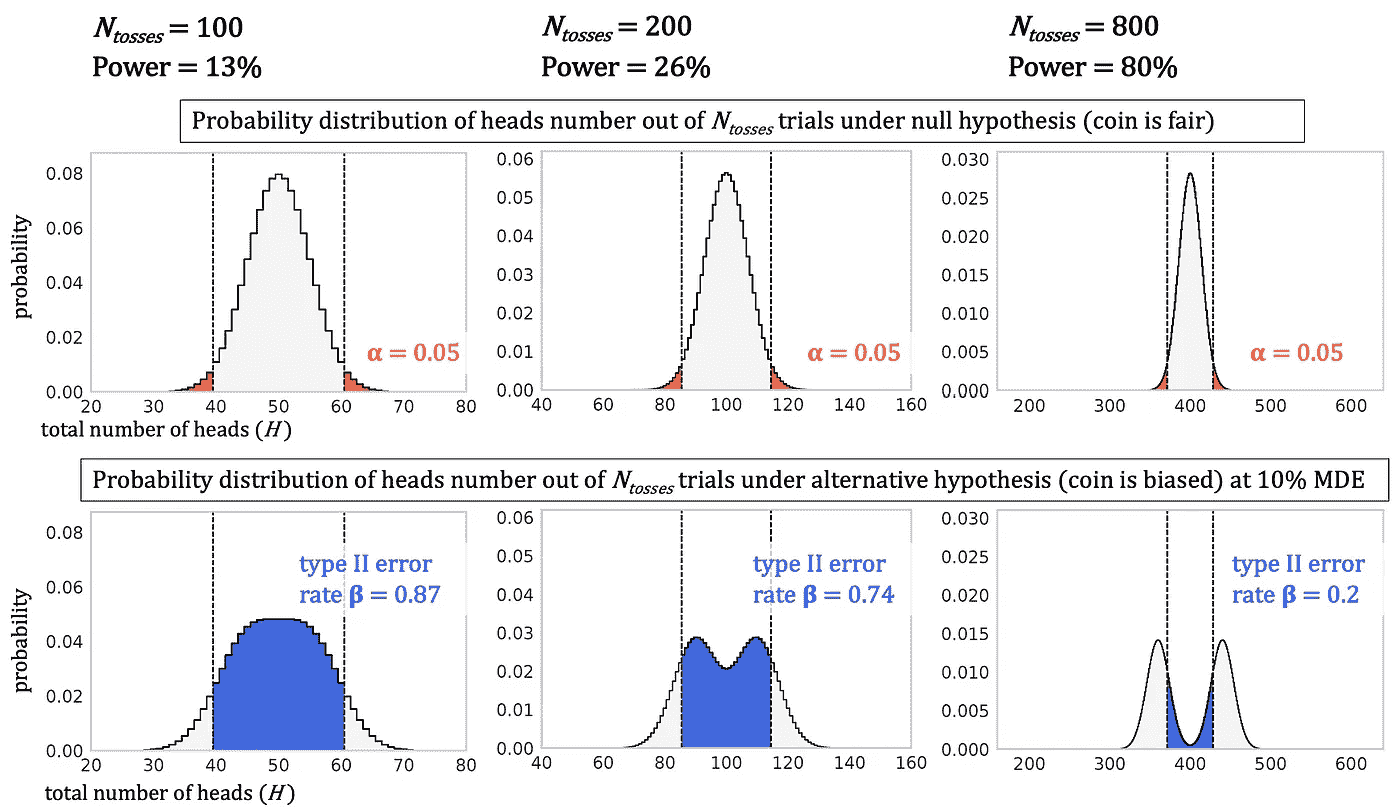 N_tosses = 100
Power = 13%
N_tosses = 200
Power = 26%
N_tosses = 800
Power = 80%
Probability distribution of heads number out of N_tosses trials under null hypothesis (coin is fair)
probability
0.08
0.06
0.04
0.02
0.00
α = 0.05
20 30 40 50 60 70 80
total number of heads (H)
0.06
0.05
0.04
0.03
0.02
0.01
0.00
α = 0.05
40 60 80 100 120 140 160
0.030
0.025
0.020
0.015
0.010
0.005
0.000
α = 0.05
200 300 400 500 600
Probability distribution of heads number out of N_tosses trials under alternative hypothesis (coin is biased) at 10% MDE
probability
0.08
0.06
0.04
0.02
0.00
type II error
rate β = 0.87
20 30 40 50 60 70 80
total number of heads (H)
0.06
0.05
0.04
0.03
0.02
0.01
0.00
type II error
rate β = 0.74
40 60 80 100 120 140 160
0.030
0.025
0.020
0.015
0.010
0.005
0.000
type II error
rate β = 0.2
200 300 400 500 600